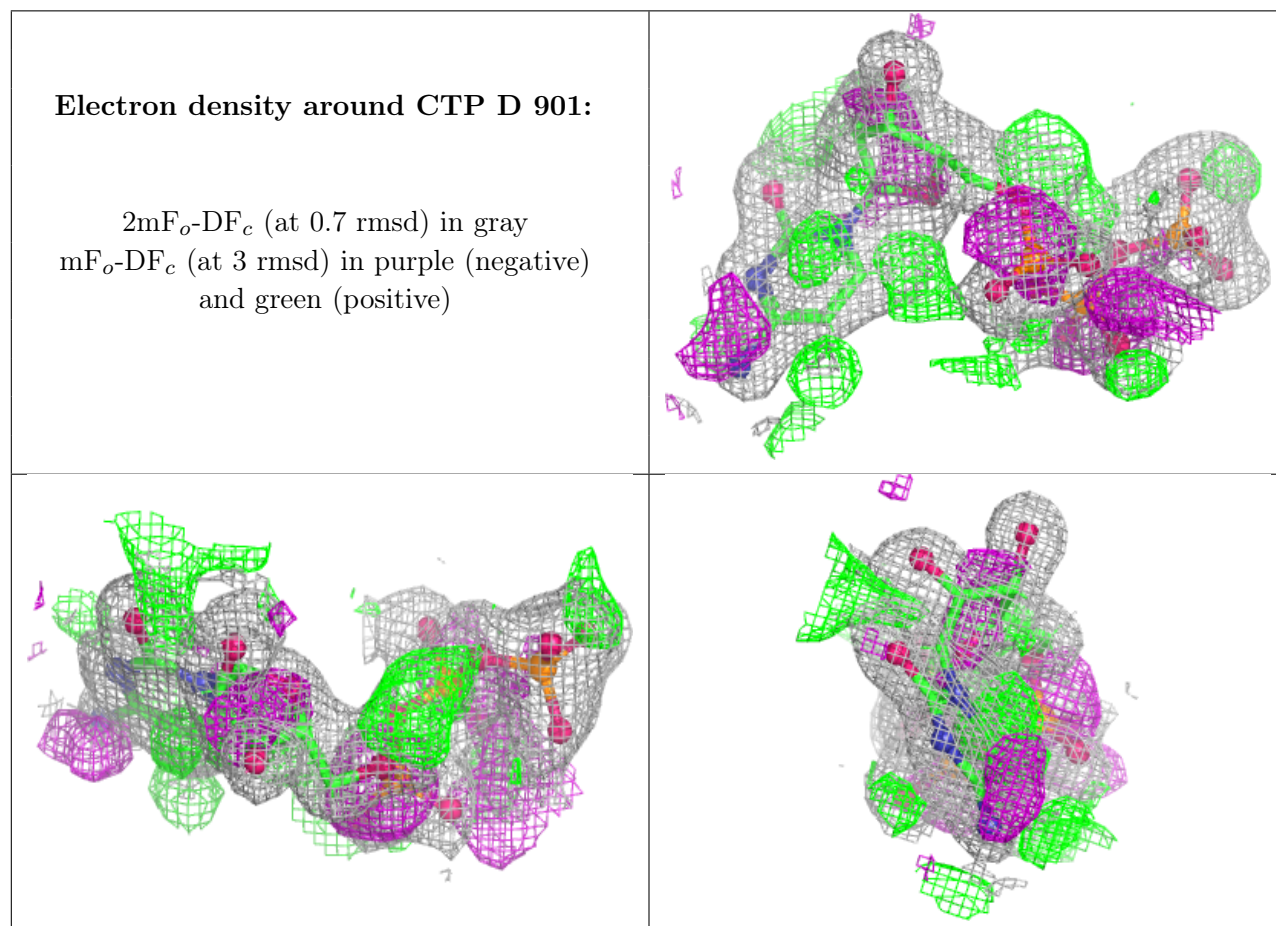 Electron density around CTP D 901:
2mFo-DFc (at 0.7 rmsd) in gray
mFo-DFc (at 3 rmsd) in purple (negative)
and green (positive)